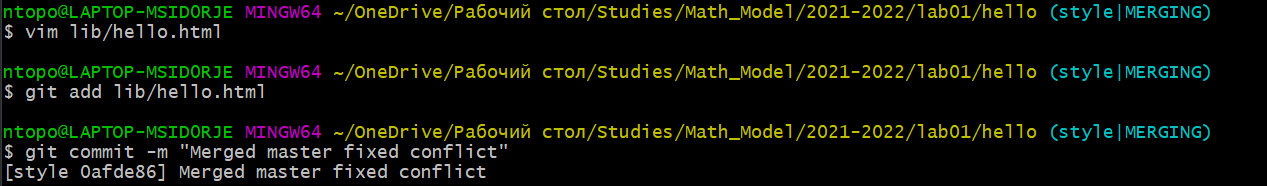 ntopo@LAPTOP-MSIDORJE MINGW64 ~/OneDrive/Рабочий стол/Studies/Math_Model/2021-2022/lab01/hello (style|MERGING)
$ vim lib/hello.html
ntopo@LAPTOP-MSIDORJE MINGW64 ~/OneDrive/Рабочий стол/Studies/Math_Model/2021-2022/lab01/hello (style|MERGING)
$ git add lib/hello.html
ntopo@LAPTOP-MSIDORJE MINGW64 ~/OneDrive/Рабочий стол/Studies/Math_Model/2021-2022/lab01/hello (style|MERGING)
$ git commit -m "Merged master fixed conflict"
[style 0afde86] Merged master fixed conflict